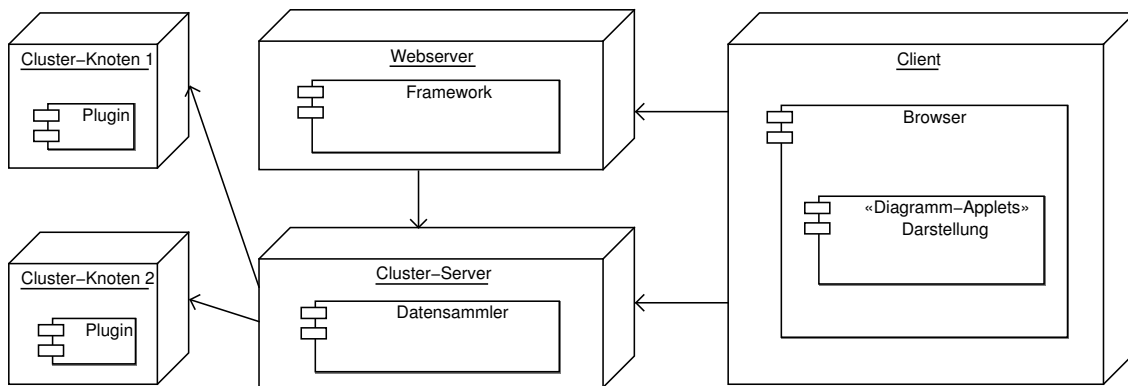 Cluster–Knoten 1
Plugin
Webserver
Framework
Client
Browser
«Diagramm–Applets»
Darstellung
Cluster–Knoten 2
Plugin
Cluster–Server
Datensammler